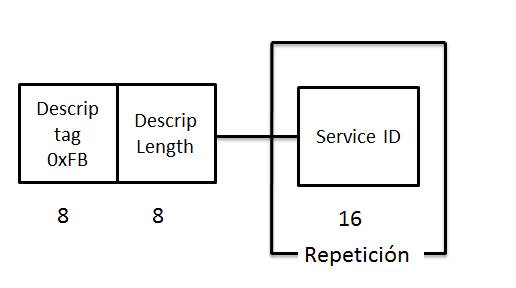 Descrip
tag
0xFB
Descrip
Length
Service ID
8
8
16
Repetición